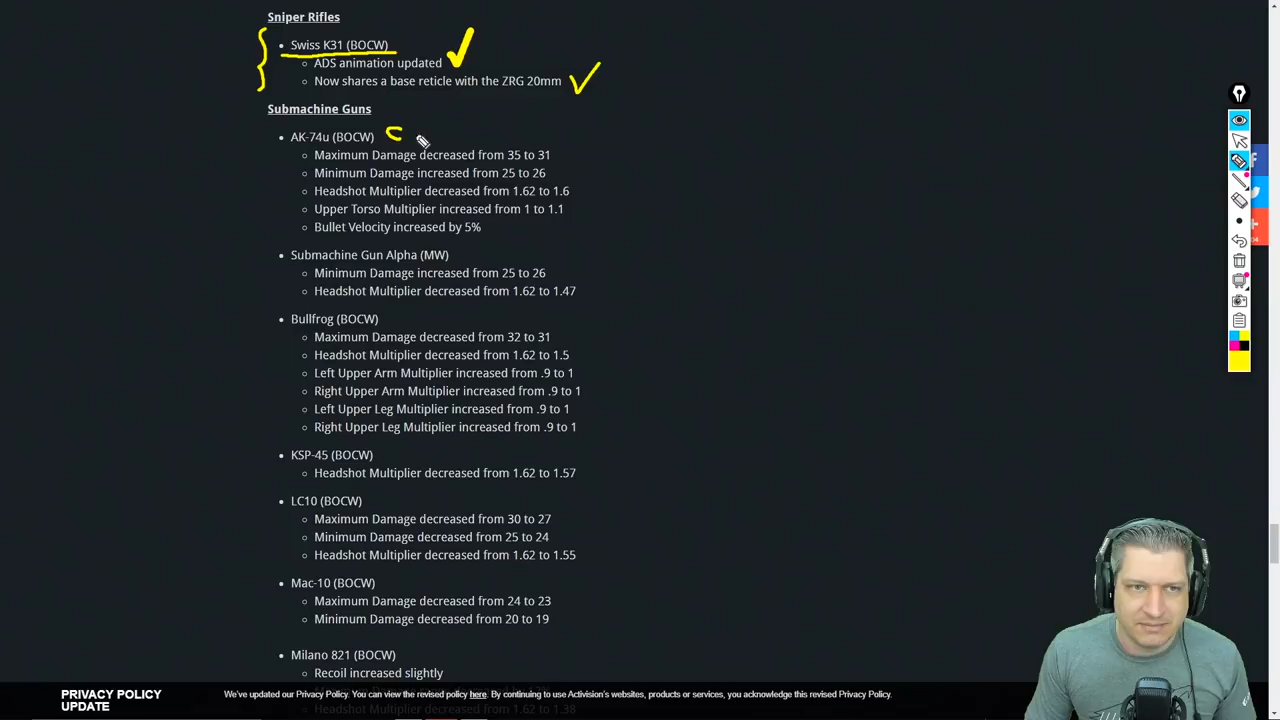 Sniper Rifles
Swiss K31 (BOCW)
ADS animation updated
Now shares a base reticle with the ZRG 20mm
Submachine Guns
AK-74u (BOCW)
Maximum Damage decreased from 35 to 31
Minimum Damage increased from 25 to 26
Headshot Multiplier decreased from 1.62 to 1.6
Upper Torso Multiplier increased from 1 to 1.1
Bullet Velocity increased by 5%
Submachine Gun Alpha (MW)
Minimum Damage increased from 25 to 26
Headshot Multiplier decreased from 1.62 to 1.47
Bullfrog (BOCW)
Maximum Damage decreased from 32 to 31
Headshot Multiplier decreased from 1.62 to 1.5
Left Upper Arm Multiplier increased from .9 to 1
Right Upper Arm Multiplier increased from .9 to 1
Left Upper Leg Multiplier increased from .9 to 1
Right Upper Leg Multiplier increased from .9 to 1
KSP-45 (BOCW)
Headshot Multiplier decreased from 1.62 to 1.57
LC10 (BOCW)
Maximum Damage decreased from 30 to 27
Minimum Damage decreased from 25 to 24
Headshot Multiplier decreased from 1.62 to 1.55
Mac-10 (BOCW)
Maximum Damage decreased from 24 to 23
Minimum Damage decreased from 20 to 19
Milano 821 (BOCW)
Recoil increased slightly
Headshot Multiplier decreased from 1.62 to 1.38
PRIVACY POLICY UPDATE
We've updated our Privacy Policy. You can view the revised policy here. By continuing to use Activision's websites, products or services, you acknowledge this revised Privacy Policy.